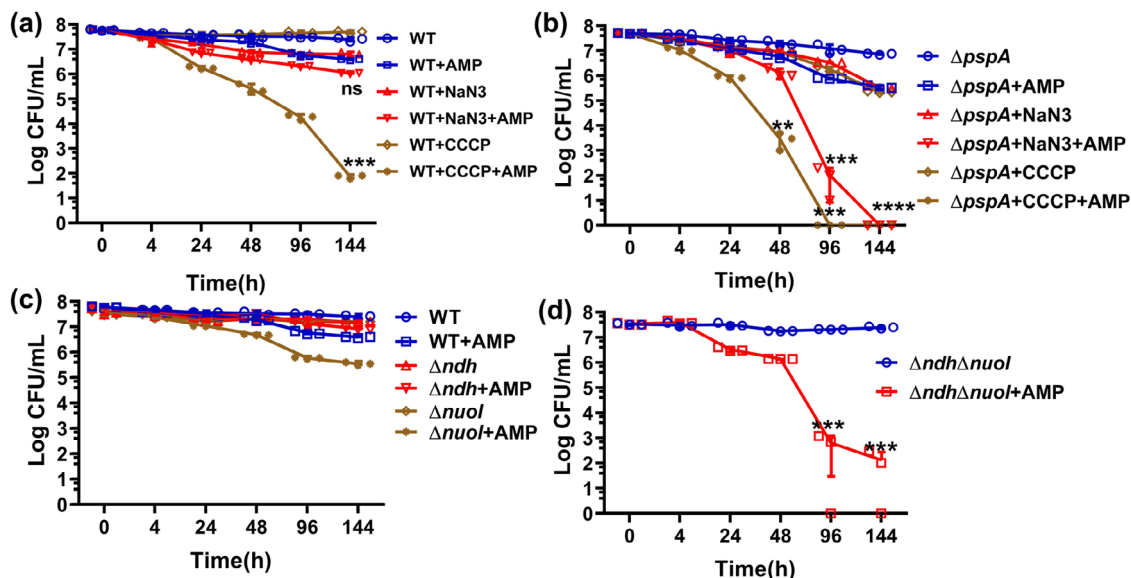 (a)
Log CFU/mL
8
7
6
5
4
3
2
1
0
0 4 24 48 96 144
Time(h)
ns
***
WT
WT+AMP
WT+NaN3
WT+NaN3+AMP
WT+CCCP
WT+CCCP+AMP
(b)
Log CFU/mL
8
7
6
5
4
3
2
1
0
0 4 24 48 96 144
Time(h)
**
***
***
****
ΔpspA
ΔpspA+AMP
ΔpspA+NaN3
ΔpspA+NaN3+AMP
ΔpspA+CCCP
ΔpspA+CCCP+AMP
(c)
Log CFU/mL
8
7
6
5
4
3
2
1
0
0 4 24 48 96 144
Time(h)
WT
WT+AMP
Δndh
Δndh+AMP
Δnuol
Δnuol+AMP
(d)
Log CFU/mL
8
7
6
5
4
3
2
1
0
0 4 24 48 96 144
Time(h)
***
***
ΔndhΔnuol
ΔndhΔnuol+AMP